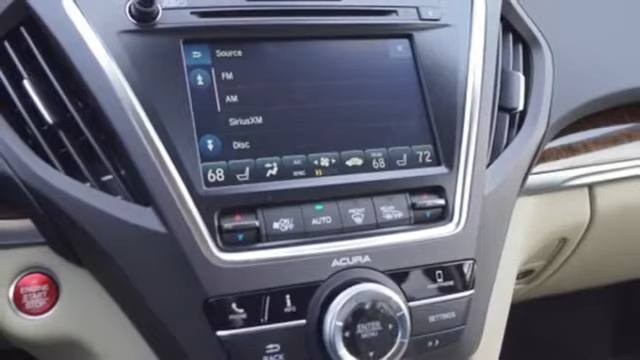 Source
FM
AM
SiriusXM
Disc
68
SYNC
68
72
ON
OFF
AUTO
FRONT
REAR
ACURA
ENGINE
START
STOP
PHONE
INFO
SETTINGS
ENTER
MENU
BACK